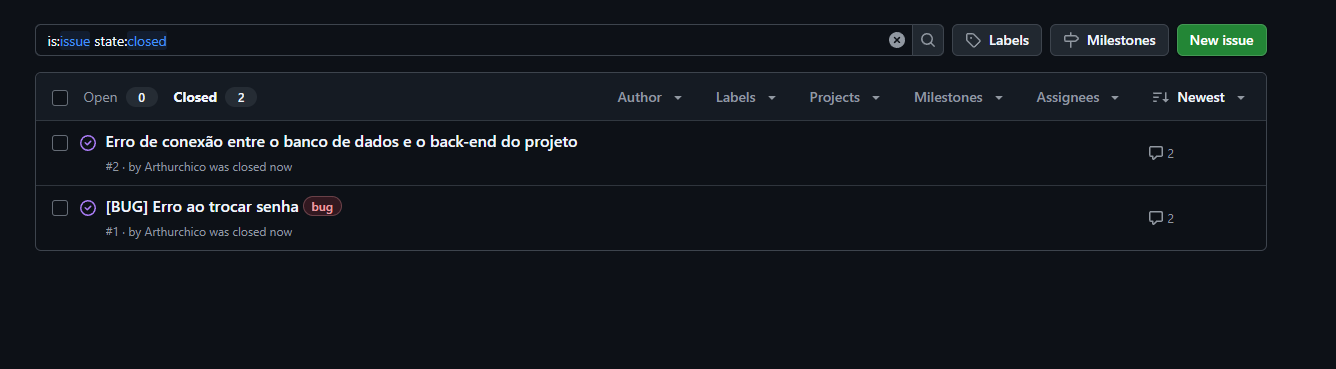 is:issue state:closed
Labels
Milestones
New issue
Open 0 Closed 2 Author Labels Projects Milestones Assignees Newest
Erro de conexão entre o banco de dados e o back-end do projeto
#2 · by Arthurchico was closed now
2
[BUG] Erro ao trocar senha bug
#1 · by Arthurchico was closed now
2